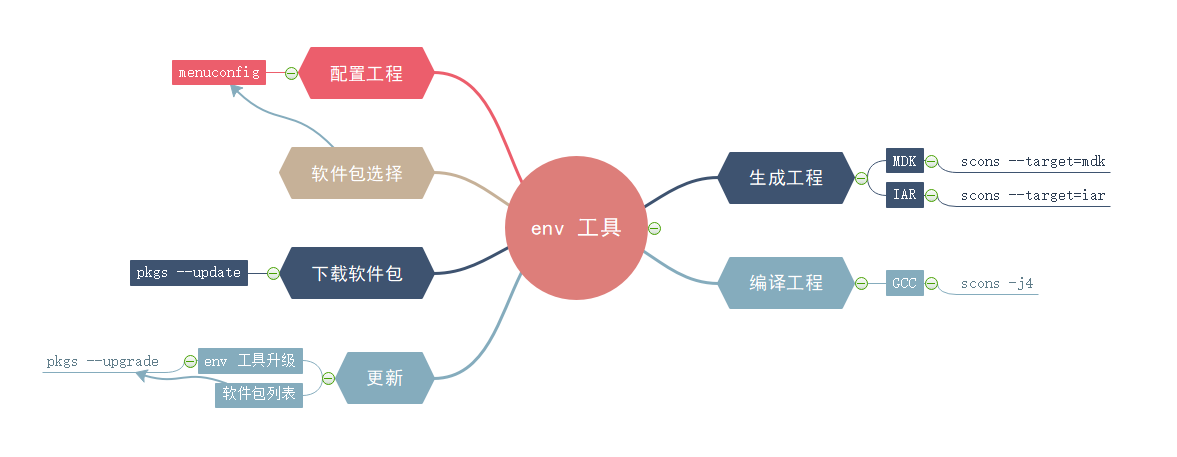 env 工具
配置工程
menuconfig
软件包选择
下载软件包
pkgs --update
更新
env 工具升级
pkgs --upgrade
软件包列表
生成工程
MDK
scons --target=mdk
IAR
scons --target=iar
编译工程
GCC
scons -j4